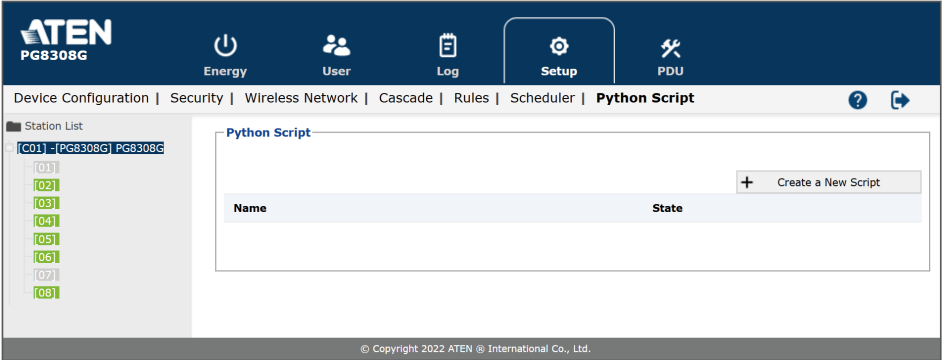 ATEN
PG8308G
Energy
User
Log
Setup
PDU
Device Configuration | Security | Wireless Network | Cascade | Rules | Scheduler | Python Script
Station List
[C01] -[PG8308G] PG8308G
[01]
[02]
[03]
[04]
[05]
[06]
[07]
[08]
Python Script
+ Create a New Script
Name State
© Copyright 2022 ATEN ® International Co., Ltd.